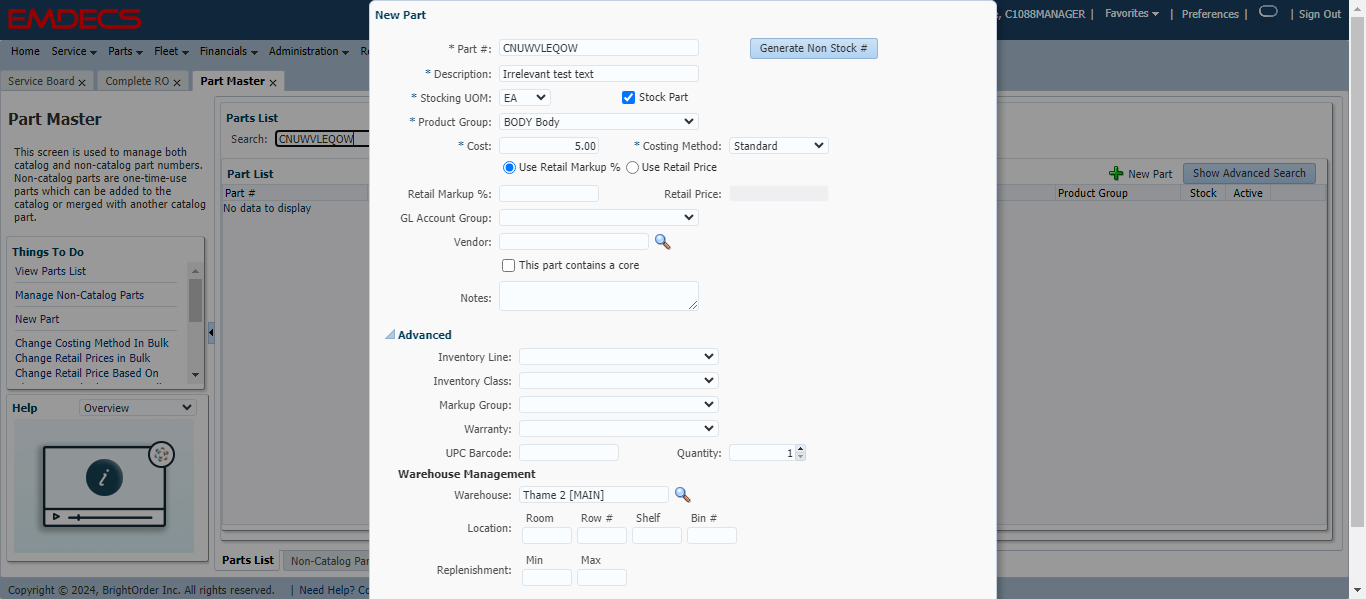 EMDECS
, C1088MANAGER | Favorites | Preferences | | Sign Out
Home Service Parts Fleet Financials Administration
Service Board x Complete RO x Part Master x
Part Master
This screen is used to manage both
catalog and non-catalog part numbers.
Non-catalog parts are one-time-use
parts which can be added to the
catalog or merged with another catalog
part.
Things To Do
View Parts List
Manage Non-Catalog Parts
New Part
Change Costing Method In Bulk
Change Retail Prices in Bulk
Change Retail Price Based On
Help Overview
i
Parts List
Search: CNUWVLEQOW
Part List
New Part Show Advanced Search
Part # Product Group Stock Active
No data to display
Parts List Non-Catalog Par
New Part
* Part #: CNUWVLEQOW Generate Non Stock #
* Description: Irrelevant test text
* Stocking UOM: EA Stock Part
* Product Group: BODY Body
* Cost: 5.00 * Costing Method: Standard
Use Retail Markup % Use Retail Price
Retail Markup %: Retail Price:
GL Account Group:
Vendor:
This part contains a core
Notes:
Advanced
Inventory Line:
Inventory Class:
Markup Group:
Warranty:
UPC Barcode: Quantity: 1
Warehouse Management
Warehouse: Thame 2 [MAIN]
Room Row # Shelf Bin #
Location:
Min Max
Replenishment:
Copyright © 2024, BrightOrder Inc. All rights reserved. | Need Help? Co